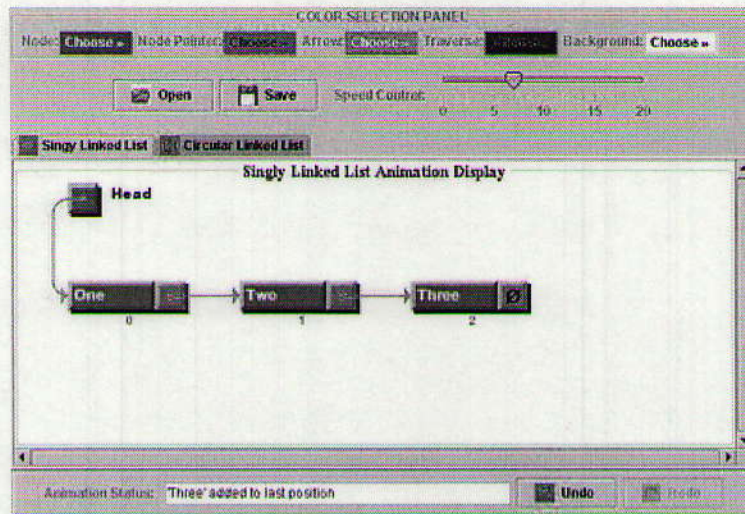 COLOR SELECTION PANEL
Node: Choose » Node Pointer: Choose » Arrow: Choose » Traverse: Choose » Background: Choose »
Open Save Speed Control:
0 5 10 15 20
Singy Linked List Circular Linked List
Singly Linked List Animation Display
Head
One Two Three
0 1 2
Animation Status: 'Three' added to last position Undo Redo